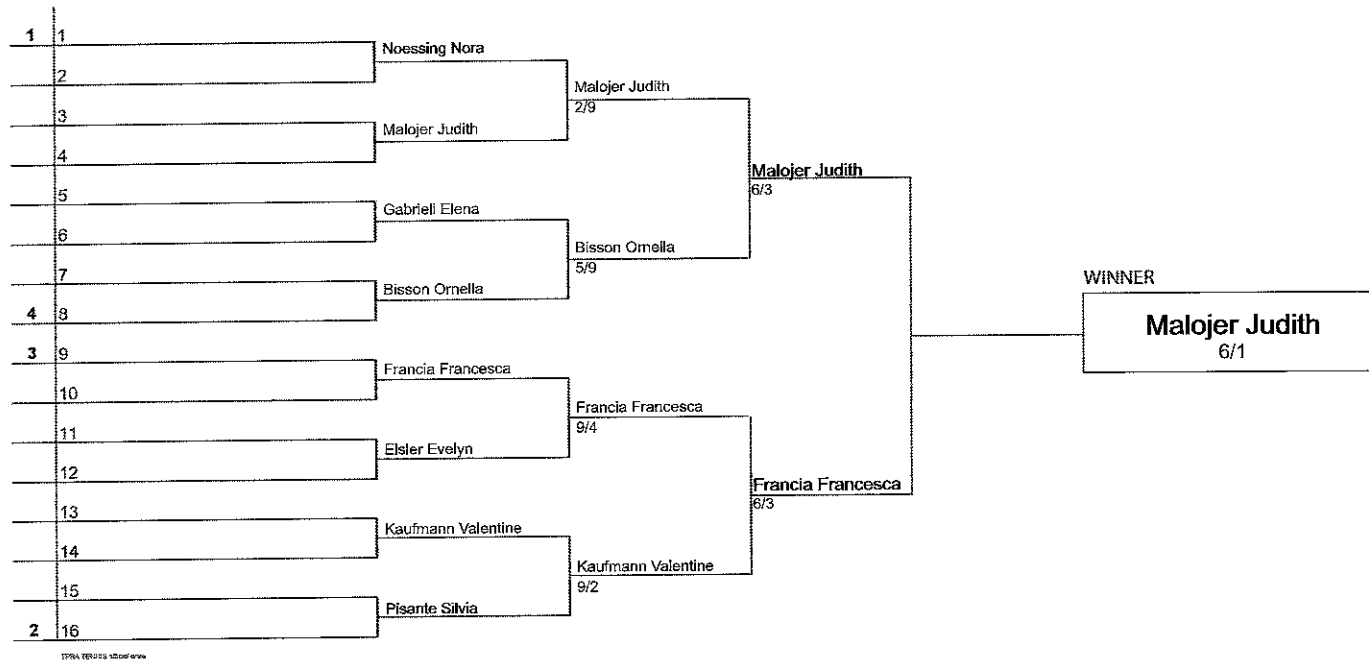 1 1
2
3
4
5
6
7
4 8
3 9
10
11
12
13
14
15
2 16
Noessing Nora
Malojer Judith
Gabrieli Elena
Bisson Ornella
Francia Francesca
Elsler Evelyn
Kaufmann Valentine
Pisante Silvia
Malojer Judith
2/9
Bisson Ornella
5/9
Francia Francesca
9/4
Kaufmann Valentine
9/2
Malojer Judith
6/3
Francia Francesca
6/3
WINNER
Malojer Judith
6/1